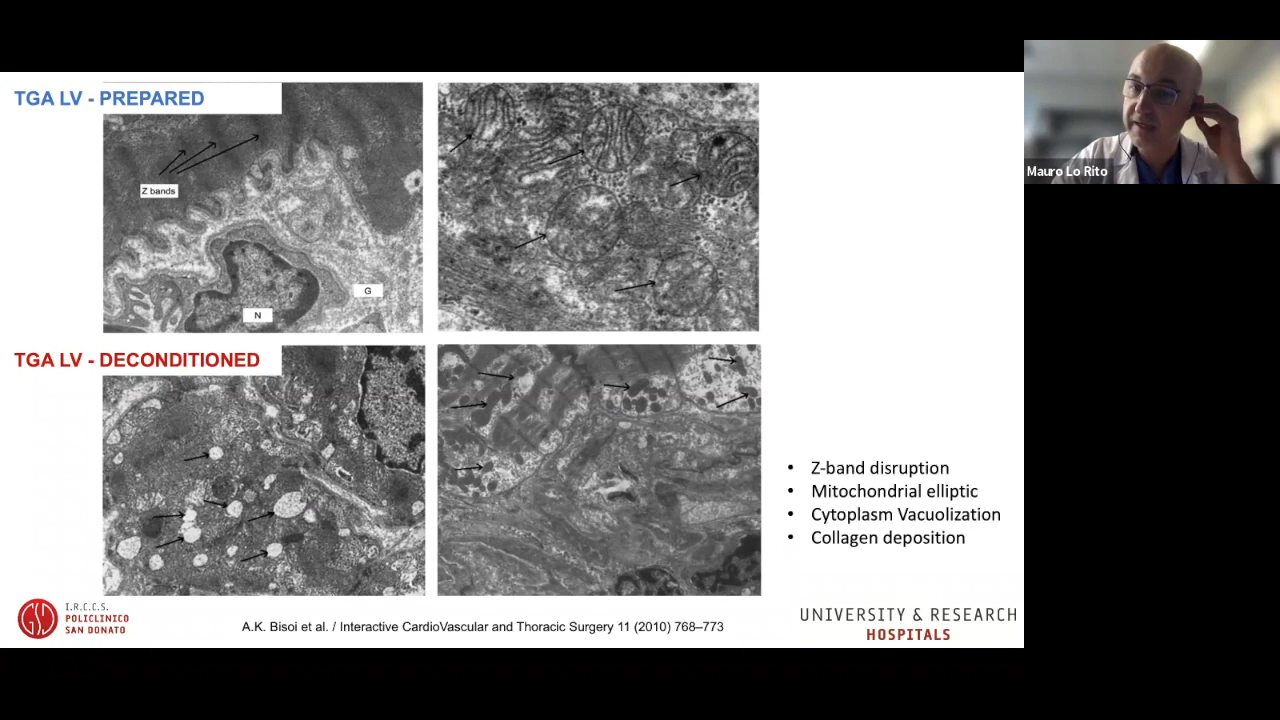 TGA LV - PREPARED
Z bands
G
N
TGA LV - DECONDITIONED
• Z-band disruption
• Mitochondrial elliptic
• Cytoplasm Vacuolization
• Collagen deposition
I.R.C.C.S.
POLICLINICO
SAN DONATO
A.K. Bisoi et al. / Interactive CardioVascular and Thoracic Surgery 11 (2010) 768–773
UNIVERSITY & RESEARCH
HOSPITALS
Mauro Lo Rito